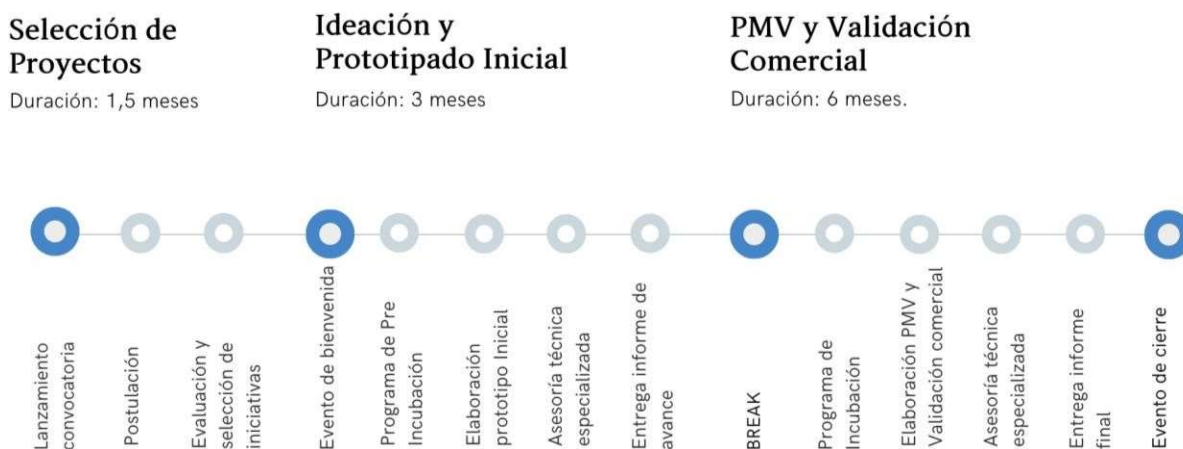 Selección de
Proyectos
Duración: 1,5 meses
Ideación y
Prototipado Inicial
Duración: 3 meses
PMV y Validación
Comercial
Duración: 6 meses.
Lanzamiento
convocatoria
Postulación
Evaluación y
selección de
iniciativas
Evento de bienvenida
Programa de Pre
Incubación
Elaboración
prototipo Inicial
Asesoría técnica
especializada
Entrega informe de
avance
BREAK
Programa de
Incubación
Elaboración PMV y
Validación comercial
Asesoría técnica
especializada
Entrega informe
final
Evento de cierre